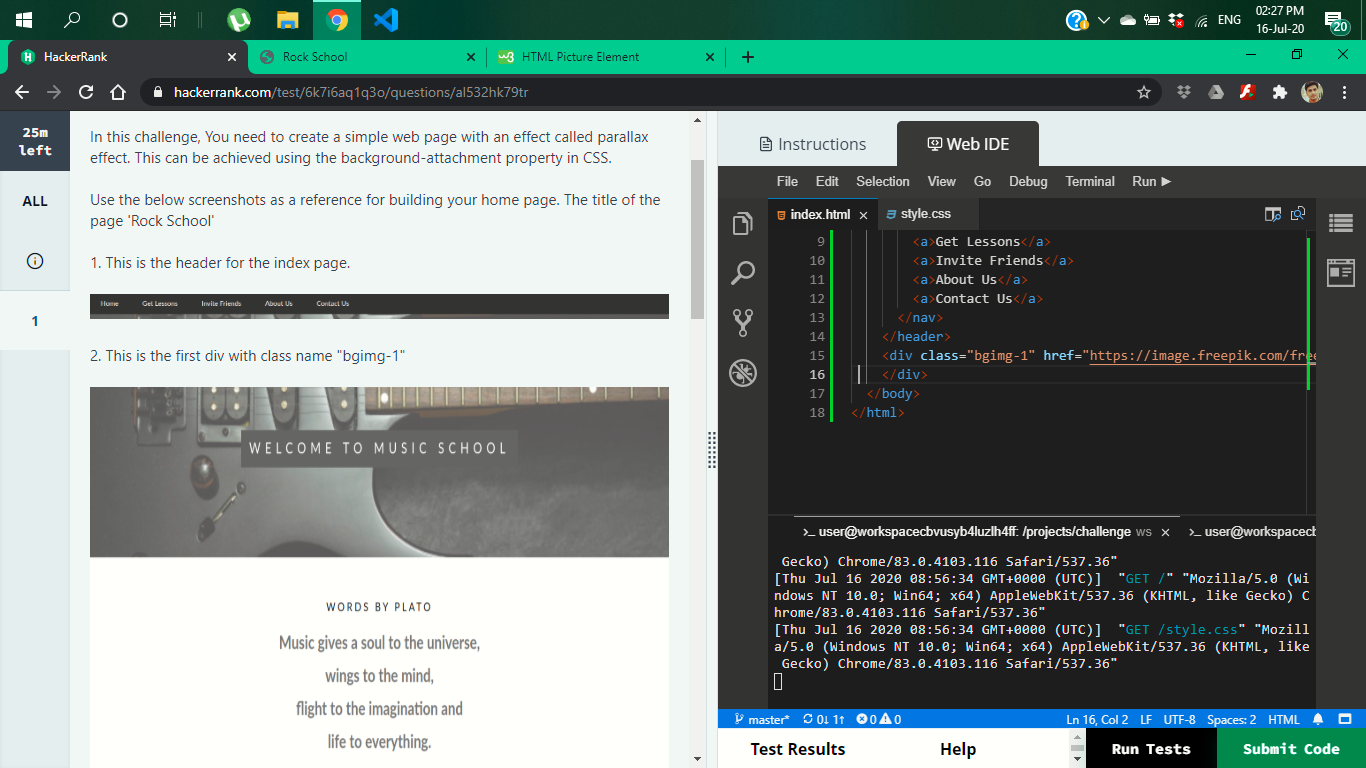 02:27 PM
ENG
16-Jul-20
20
HackerRank
Rock School
HTML Picture Element
hackerrank.com/test/6k7i6aq1q3o/questions/al532hk79tr
25m
left
ALL
1
In this challenge, You need to create a simple web page with an effect called parallax
effect. This can be achieved using the background-attachment property in CSS.
Use the below screenshots as a reference for building your home page. The title of the
page 'Rock School'
1. This is the header for the index page.
Home Get Lessons Invite Friends About Us Contact Us
2. This is the first div with class name "bgimg-1"
WELCOME TO MUSIC SCHOOL
WORDS BY PLATO
Music gives a soul to the universe,
wings to the mind,
flight to the imagination and
life to everything.
Instructions
Web IDE
File Edit Selection View Go Debug Terminal Run
index.html
style.css
9 <a>Get Lessons</a>
10 <a>Invite Friends</a>
11 <a>About Us</a>
12 <a>Contact Us</a>
13 </nav>
14 </header>
15 <div class="bgimg-1" href="https://image.freepik.com/free
16 </div>
17 </body>
18 </html>
>_ user@workspacecbvusyb4luzlh4ff: /projects/challenge ws
>_ user@workspacecb
Gecko) Chrome/83.0.4103.116 Safari/537.36"
[Thu Jul 16 2020 08:56:34 GMT+0000 (UTC)] "GET /" "Mozilla/5.0 (Wi
ndows NT 10.0; Win64; x64) AppleWebKit/537.36 (KHTML, like Gecko) C
hrome/83.0.4103.116 Safari/537.36"
[Thu Jul 16 2020 08:56:34 GMT+0000 (UTC)] "GET /style.css" "Mozill
a/5.0 (Windows NT 10.0; Win64; x64) AppleWebKit/537.36 (KHTML, like
Gecko) Chrome/83.0.4103.116 Safari/537.36"
master* 0↓ 1↑ 0 0 Ln 16, Col 2 LF UTF-8 Spaces: 2 HTML
Test Results
Help
Run Tests
Submit Code